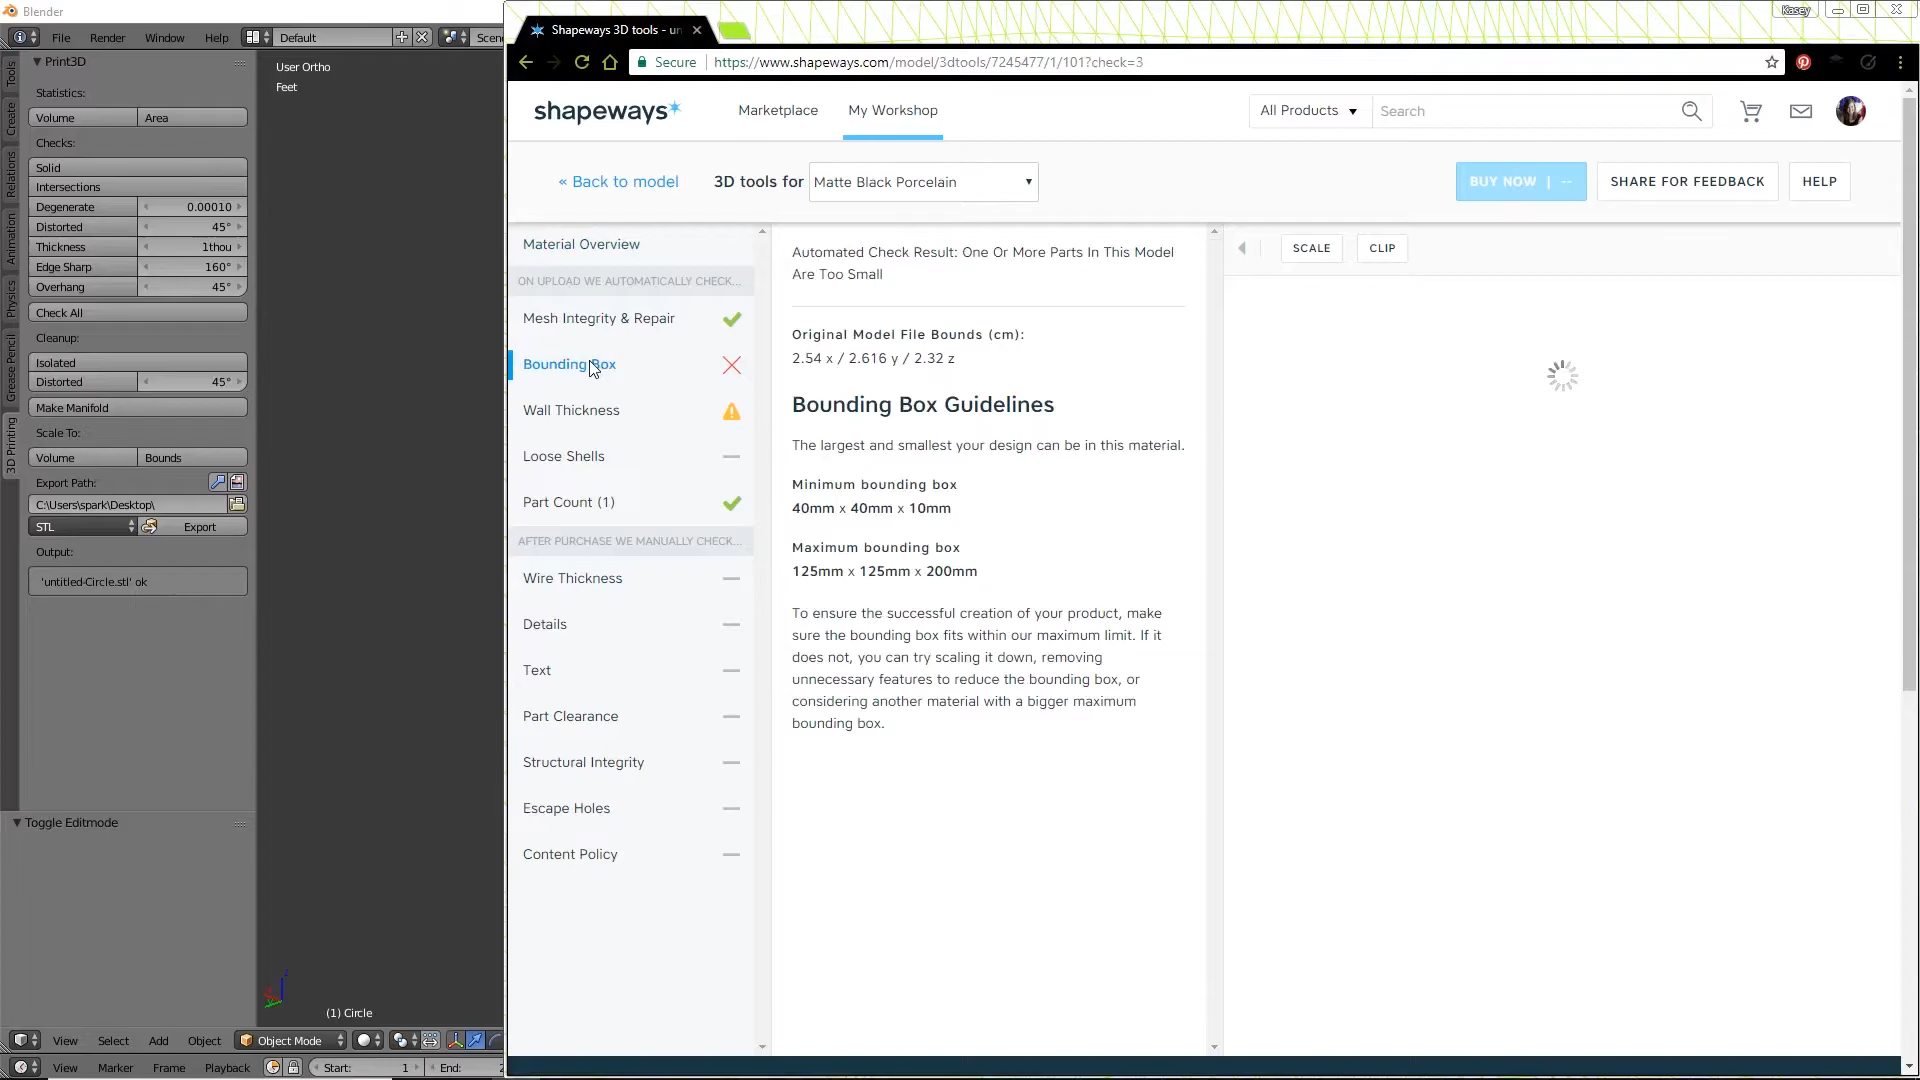 Blender
File Render Window Help Default Scen
Tools
Create
Relations
Animation
Physics
Grease Pencil
3D Printing
Print3D
Statistics:
Volume Area
Checks:
Solid
Intersections
Degenerate 0.00010
Distorted 45°
Thickness 1thou
Edge Sharp 160°
Overhang 45°
Check All
Cleanup:
Isolated
Distorted 45°
Make Manifold
Scale To:
Volume Bounds
Export Path:
C:\Users\spark\Desktop\
STL Export
Output:
'untitled-Circle.stl' ok
Toggle Editmode
User Ortho
Feet
(1) Circle
View Select Add Object Object Mode
View Marker Frame Playback Start: 1 End: 2
Kasey
Shapeways 3D tools - un
Secure https://www.shapeways.com/model/3dtools/7245477/1/101?check=3
shapeways Marketplace My Workshop All Products Search
« Back to model 3D tools for Matte Black Porcelain BUY NOW | -- SHARE FOR FEEDBACK HELP
Material Overview
ON UPLOAD WE AUTOMATICALLY CHECK...
Mesh Integrity & Repair
Bounding Box
Wall Thickness
Loose Shells
Part Count (1)
AFTER PURCHASE WE MANUALLY CHECK...
Wire Thickness
Details
Text
Part Clearance
Structural Integrity
Escape Holes
Content Policy
Automated Check Result: One Or More Parts In This Model
Are Too Small
Original Model File Bounds (cm):
2.54 x / 2.616 y / 2.32 z
Bounding Box Guidelines
The largest and smallest your design can be in this material.
Minimum bounding box
40mm x 40mm x 10mm
Maximum bounding box
125mm x 125mm x 200mm
To ensure the successful creation of your product, make
sure the bounding box fits within our maximum limit. If it
does not, you can try scaling it down, removing
unnecessary features to reduce the bounding box, or
considering another material with a bigger maximum
bounding box.
SCALE CLIP